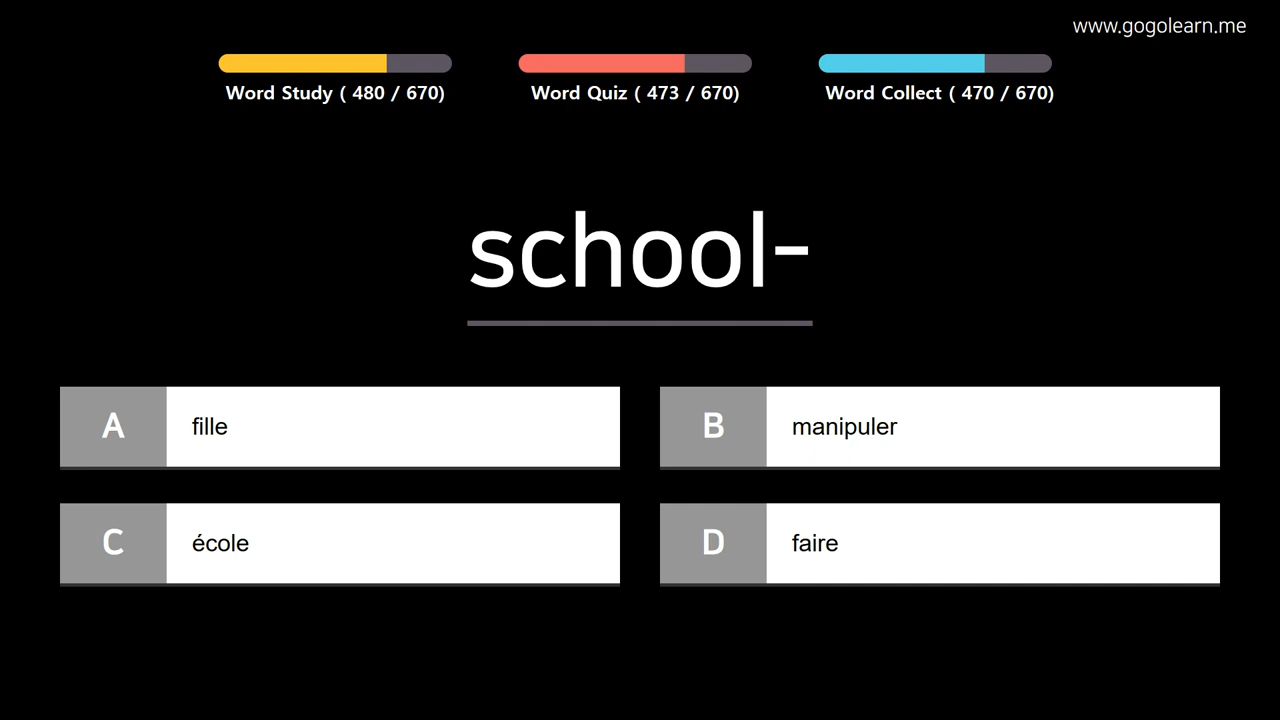 www.gogolearn.me
Word Study ( 480 / 670)
Word Quiz ( 473 / 670)
Word Collect ( 470 / 670)
school-
A fille
B manipuler
C école
D faire